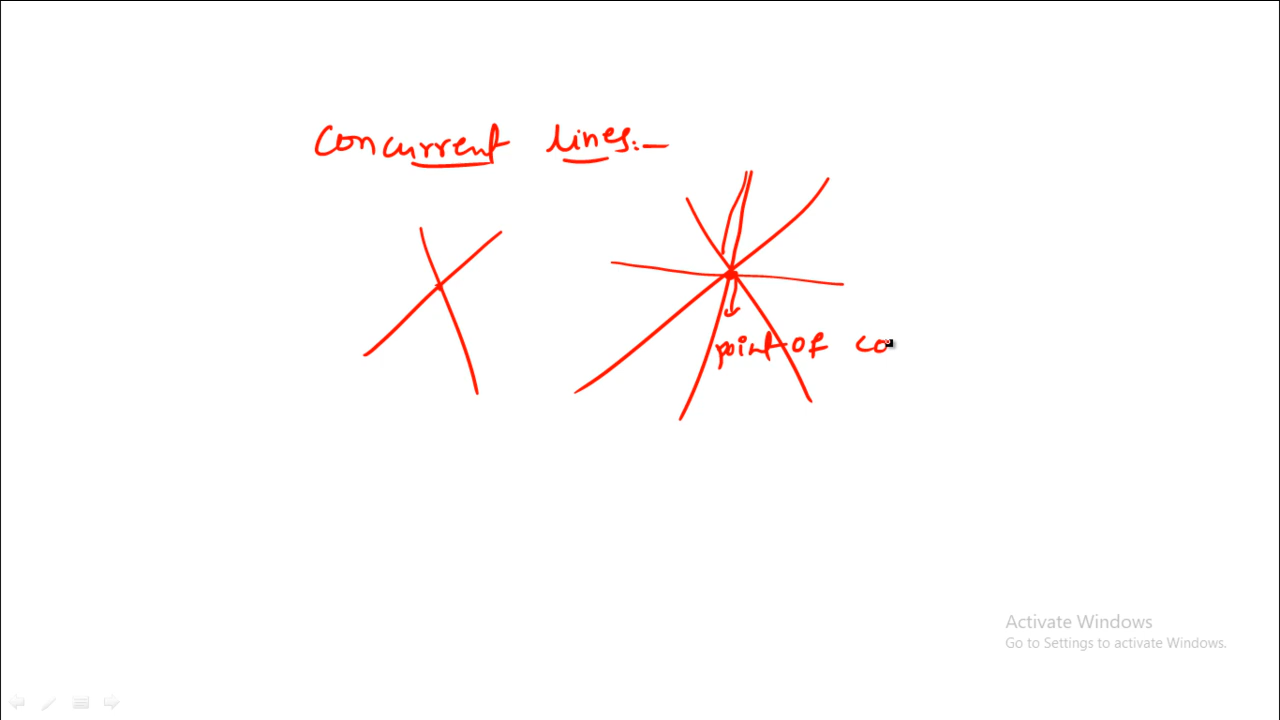 Concurrent lines:-
point of co
Activate Windows
Go to Settings to activate Windows.